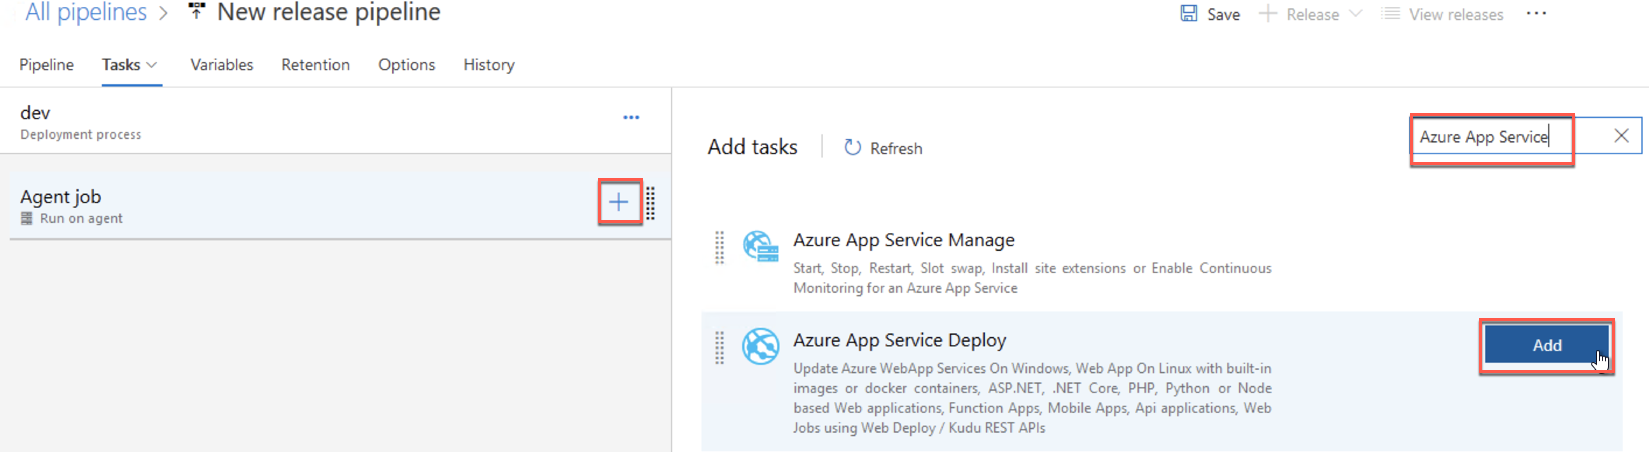 All pipelines > New release pipeline
Save
Release
View releases
...
Pipeline
Tasks
Variables
Retention
Options
History
dev
...
Deployment process
Agent job
Run on agent
Add tasks
Refresh
Azure App Service
Azure App Service Manage
Start, Stop, Restart, Slot swap, Install site extensions or Enable Continuous
Monitoring for an Azure App Service
Azure App Service Deploy
Add
Update Azure WebApp Services On Windows, Web App On Linux with built-in
images or docker containers, ASP.NET, .NET Core, PHP, Python or Node
based Web applications, Function Apps, Mobile Apps, Api applications, Web
Jobs using Web Deploy / Kudu REST APIs